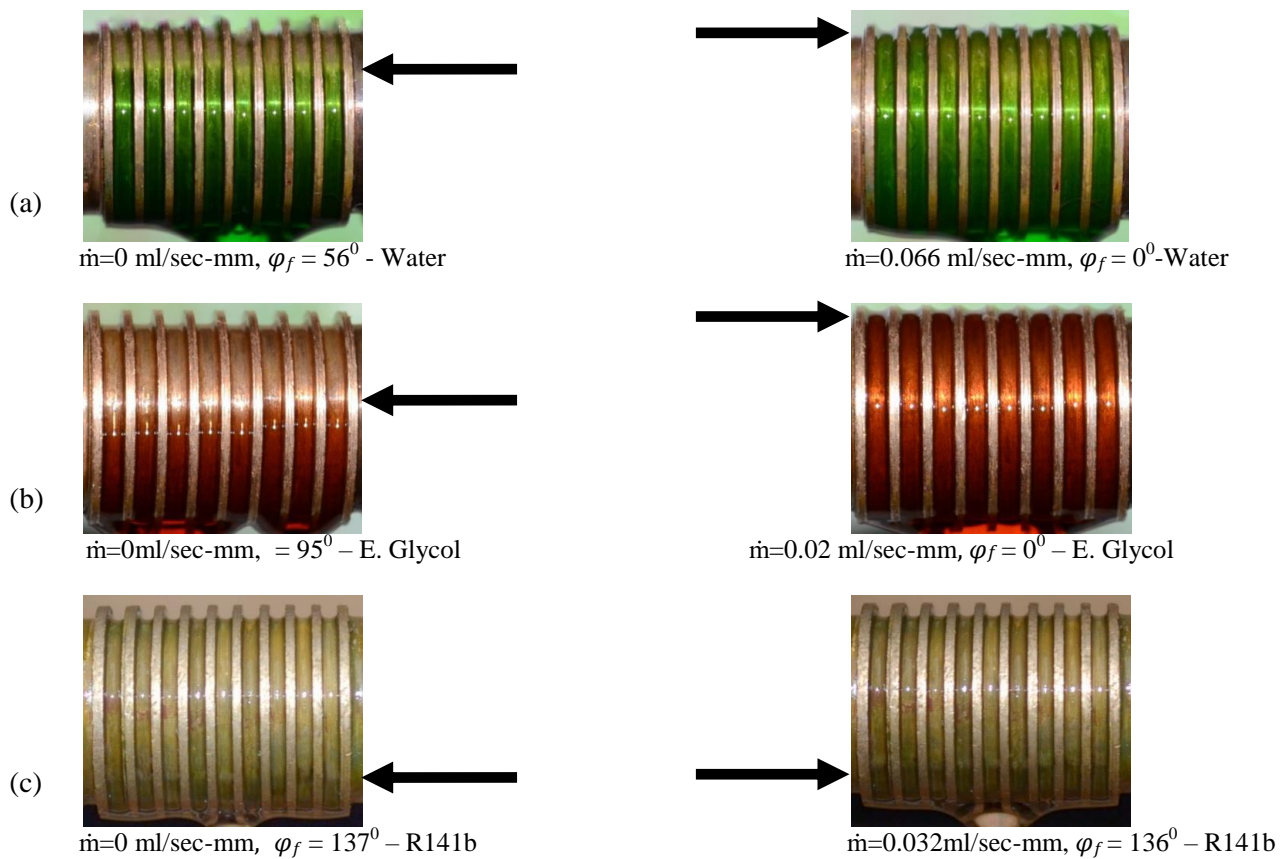 (a)
ṁ=0 ml/sec-mm, φf = 56⁰ - Water
ṁ=0.066 ml/sec-mm, φf = 0⁰-Water
(b)
ṁ=0ml/sec-mm, = 95⁰ – E. Glycol
ṁ=0.02 ml/sec-mm, φf = 0⁰ – E. Glycol
(c)
ṁ=0 ml/sec-mm, φf = 137⁰ – R141b
ṁ=0.032ml/sec-mm, φf = 136⁰ – R141b